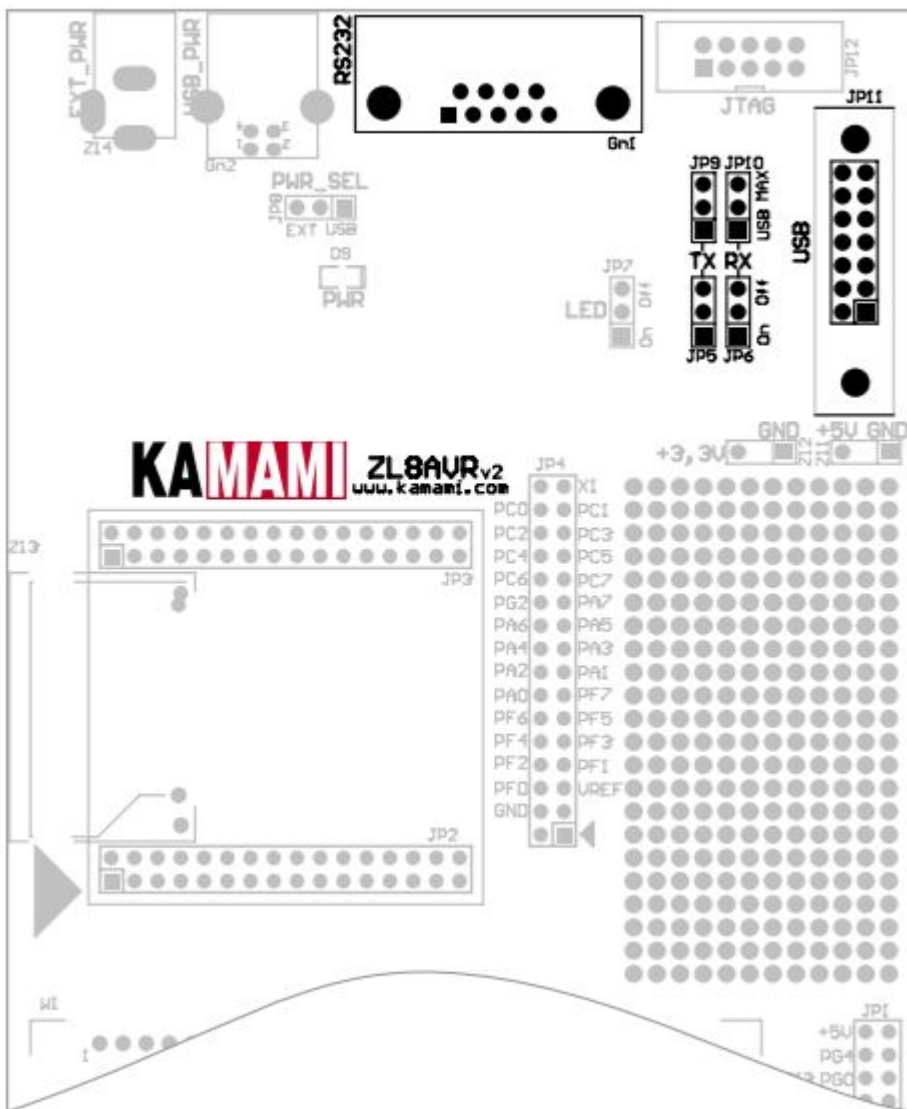 EXT_PWR
USB_PWR
RS232
JP12
JTAG
JP11
Z14
Gn2
Gn1
PWR_SEL
JP8
EXT USB
D9
PWR
JP9 JP10
USB MAX
TX RX
USB
JP7
LED
On Off
On Off
JP5 JP6
KAMAMI
ZL8AVRv2
www.kamami.com
+3,3V GND Z12
Z11 +5V GND
JP4
XI
PC0 PC1
PC2 PC3
PC4 PC5
PC6 PC7
PG2 PA7
PA6 PA5
PA4 PA3
PA2 PA1
PA0 PF7
PF6 PF5
PF4 PF3
PF2 PF1
PF0 VREF
GND
Z13
JP3
JP2
W1
1
JP1
+5V
PG4
PG0